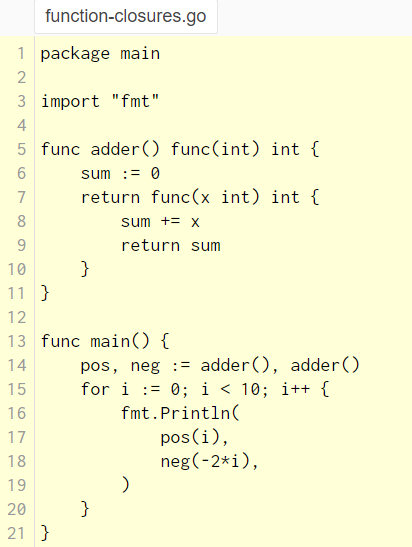 function-closures.go
1 package main
2
3 import "fmt"
4
5 func adder() func(int) int {
6     sum := 0
7     return func(x int) int {
8         sum += x
9         return sum
10     }
11 }
12
13 func main() {
14     pos, neg := adder(), adder()
15     for i := 0; i < 10; i++ {
16         fmt.Println(
17             pos(i),
18             neg(-2*i),
19         )
20     }
21 }